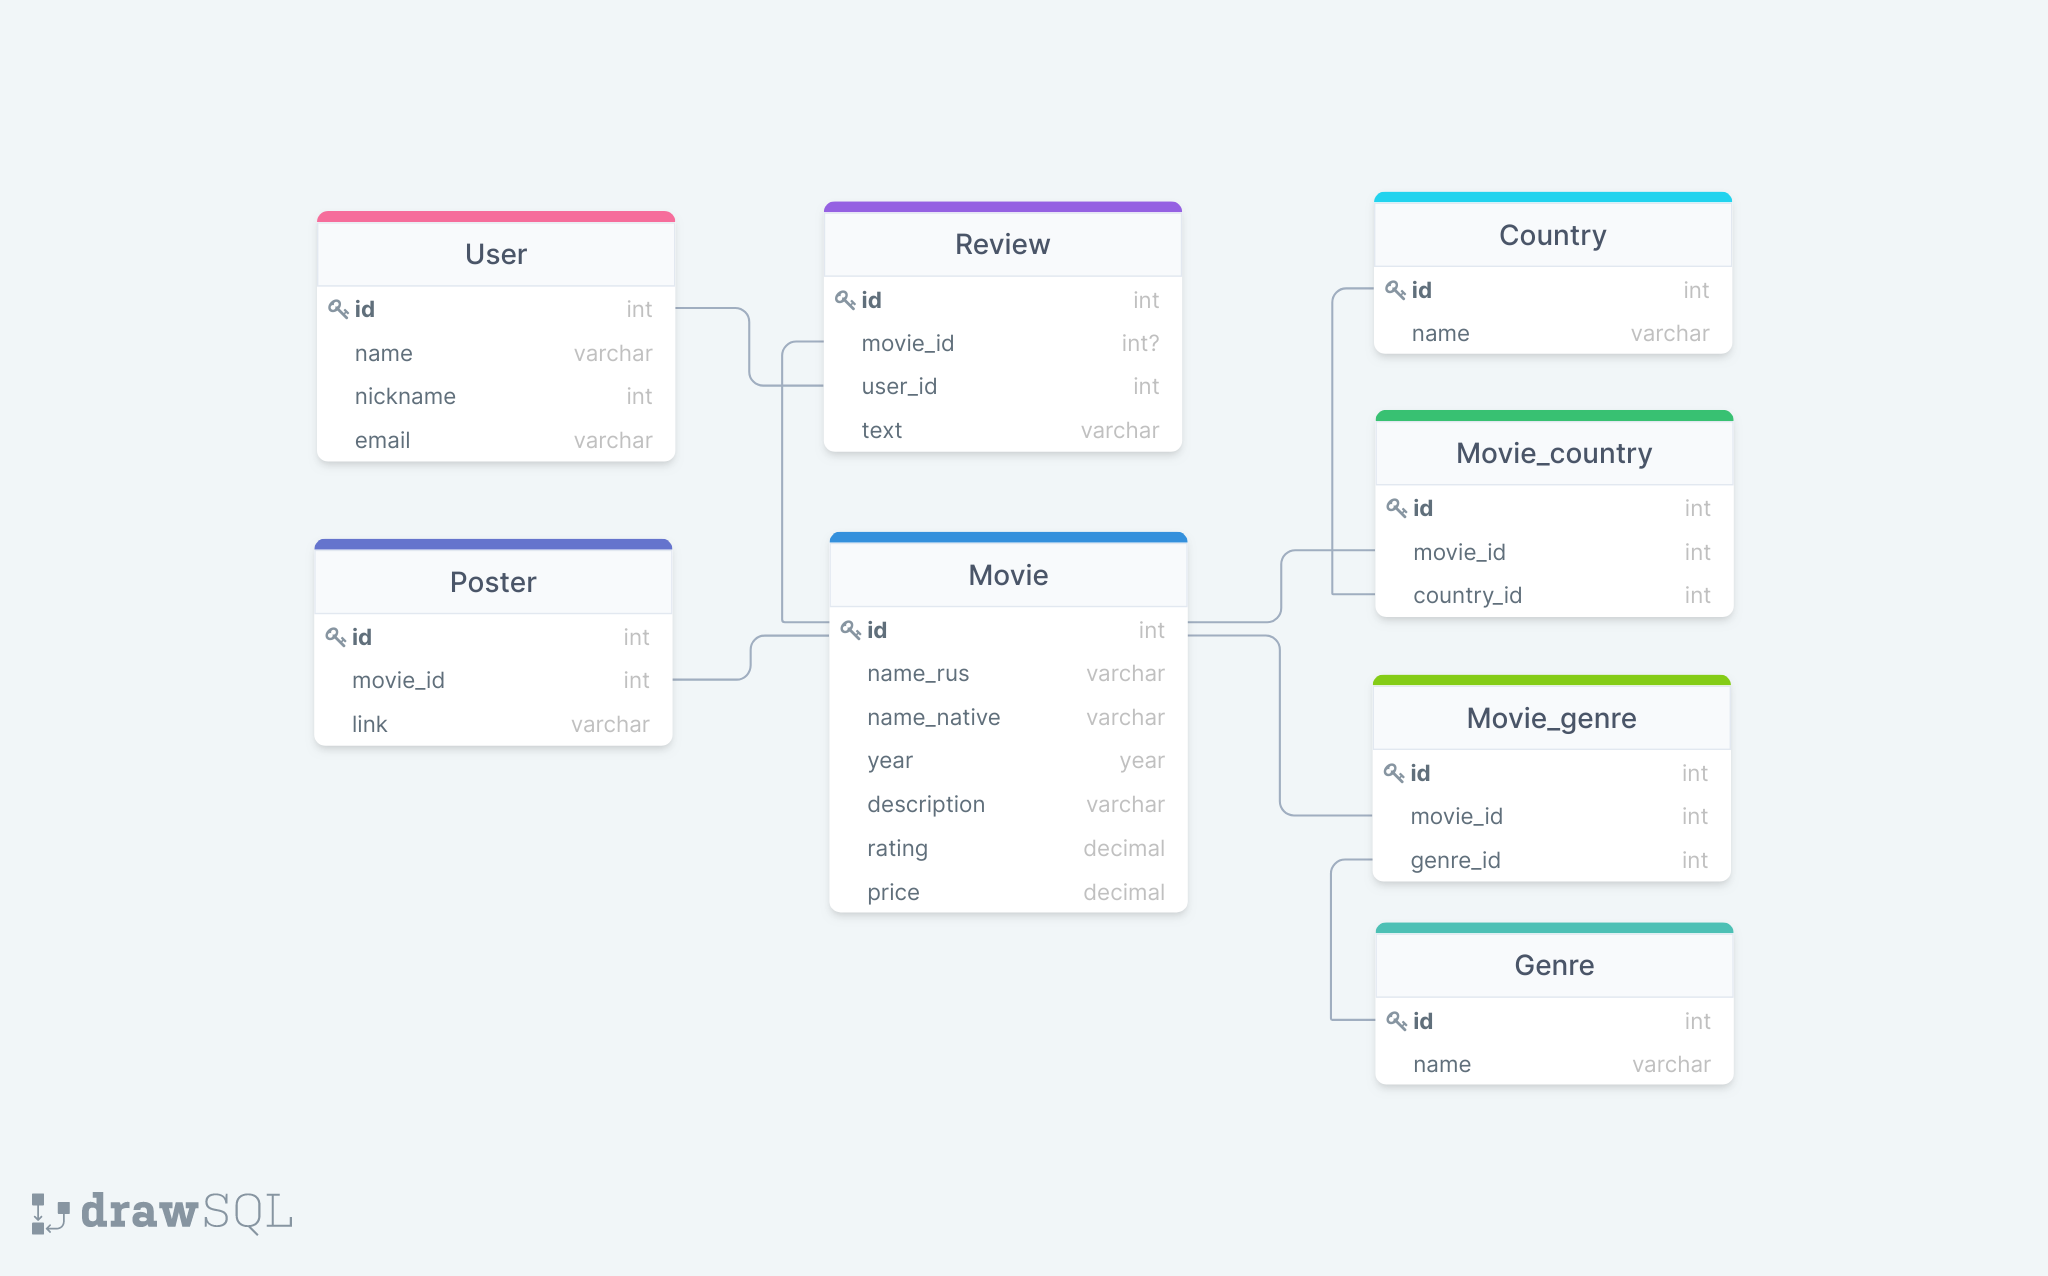 User
id int
name varchar
nickname int
email varchar
Review
id int
movie_id int?
user_id int
text varchar
Country
id int
name varchar
Movie_country
id int
movie_id int
country_id int
Poster
id int
movie_id int
link varchar
Movie
id int
name_rus varchar
name_native varchar
year year
description varchar
rating decimal
price decimal
Movie_genre
id int
movie_id int
genre_id int
Genre
id int
name varchar
drawSQL